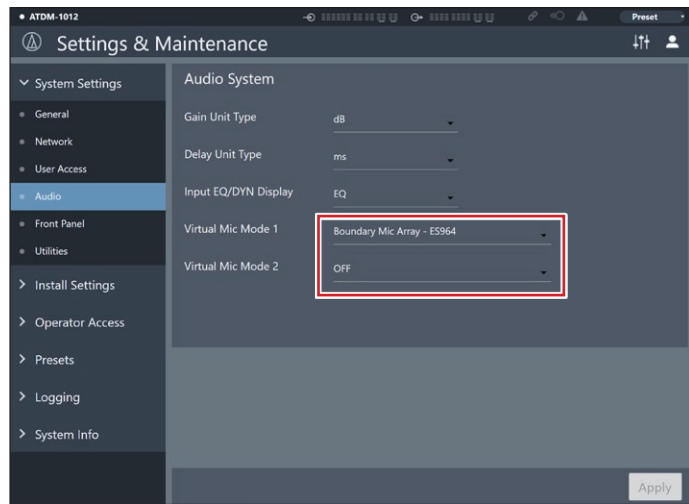 ATDM-1012
Preset
Settings & Maintenance
System Settings
General
Network
User Access
Audio
Front Panel
Utilities
Install Settings
Operator Access
Presets
Logging
System Info
Audio System
Gain Unit Type dB
Delay Unit Type ms
Input EQ/DYN Display EQ
Virtual Mic Mode 1 Boundary Mic Array - ES964
Virtual Mic Mode 2 OFF
Apply